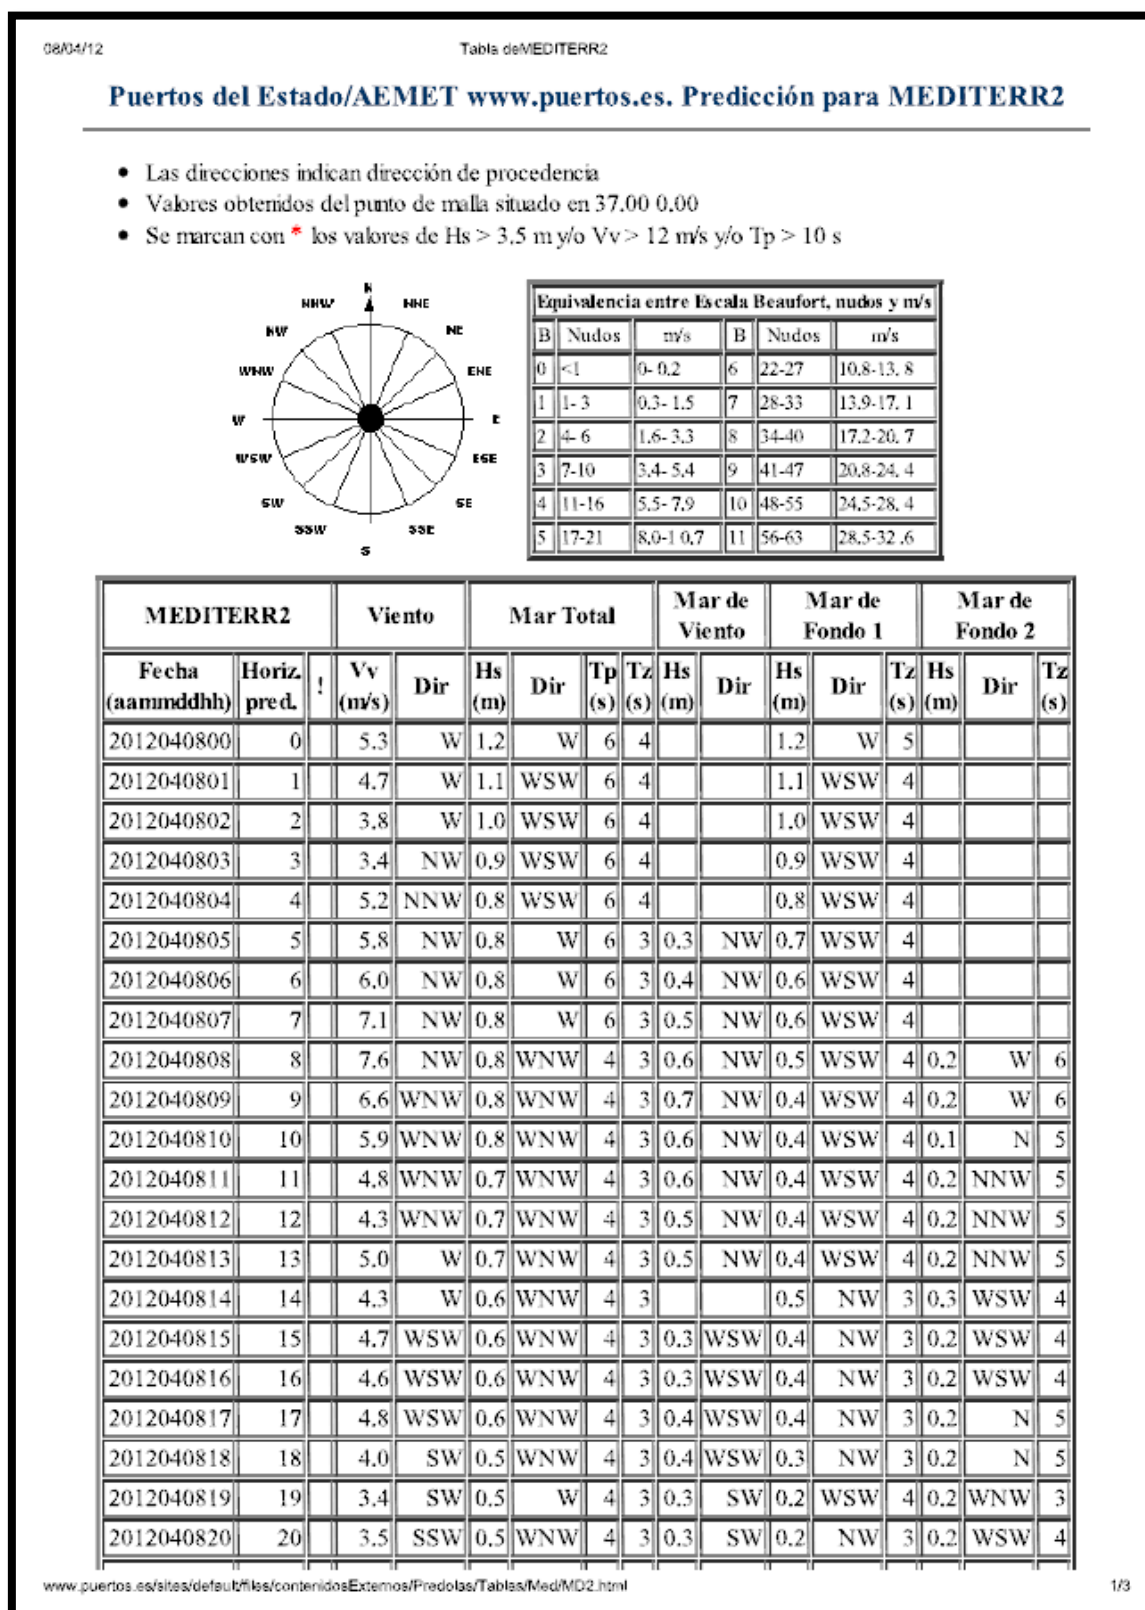 08/04/12 Tabla deMEDITERR2
Puertos del Estado/AEMET www.puertos.es. Predicción para MEDITERR2
• Las direcciones indican dirección de procedencia
• Valores obtenidos del punto de malla situado en 37.00 0.00
• Se marcan con * los valores de Hs > 3,5 m y/o Vv > 12 m/s y/o Tp > 10 s
N
NNW NNE
NW NE
WNW ENE
W E
WSW ESE
SW SE
SSW SSE
S
Equivalencia entre Escala Beaufort, nudos y m/s
B Nudos m/s B Nudos m/s
0 <1 0- 0.2 6 22-27 10,8-13, 8
1 1- 3 0.3- 1.5 7 28-33 13.9-17. 1
2 4- 6 1.6- 3.3 8 34-40 17.2-20. 7
3 7-10 3.4- 5.4 9 41-47 20.8-24. 4
4 11-16 5.5- 7.9 10 48-55 24.5-28. 4
5 17-21 8,0-1 0,7 11 56-63 28.5-32 .6
MEDITERR2 Viento Mar Total Mar de Viento Mar de Fondo 1 Mar de Fondo 2
Fecha (aammddhh) Horiz. pred. ! Vv (m/s) Dir Hs (m) Dir Tp (s) Tz (s) Hs (m) Dir Hs (m) Dir Tz (s) Hs (m) Dir Tz (s)
2012040800 0 5.3 W 1.2 W 6 4 1.2 W 5
2012040801 1 4.7 W 1.1 WSW 6 4 1.1 WSW 4
2012040802 2 3.8 W 1.0 WSW 6 4 1.0 WSW 4
2012040803 3 3.4 NW 0.9 WSW 6 4 0.9 WSW 4
2012040804 4 5.2 NNW 0.8 WSW 6 4 0.8 WSW 4
2012040805 5 5.8 NW 0.8 W 6 3 0.3 NW 0.7 WSW 4
2012040806 6 6.0 NW 0.8 W 6 3 0.4 NW 0.6 WSW 4
2012040807 7 7.1 NW 0.8 W 6 3 0.5 NW 0.6 WSW 4
2012040808 8 7.6 NW 0.8 WNW 4 3 0.6 NW 0.5 WSW 4 0.2 W 6
2012040809 9 6.6 WNW 0.8 WNW 4 3 0.7 NW 0.4 WSW 4 0.2 W 6
2012040810 10 5.9 WNW 0.8 WNW 4 3 0.6 NW 0.4 WSW 4 0.1 N 5
2012040811 11 4.8 WNW 0.7 WNW 4 3 0.6 NW 0.4 WSW 4 0.2 NNW 5
2012040812 12 4.3 WNW 0.7 WNW 4 3 0.5 NW 0.4 WSW 4 0.2 NNW 5
2012040813 13 5.0 W 0.7 WNW 4 3 0.5 NW 0.4 WSW 4 0.2 NNW 5
2012040814 14 4.3 W 0.6 WNW 4 3 0.5 NW 3 0.3 WSW 4
2012040815 15 4.7 WSW 0.6 WNW 4 3 0.3 WSW 0.4 NW 3 0.2 WSW 4
2012040816 16 4.6 WSW 0.6 WNW 4 3 0.3 WSW 0.4 NW 3 0.2 WSW 4
2012040817 17 4.8 WSW 0.6 WNW 4 3 0.4 WSW 0.4 NW 3 0.2 N 5
2012040818 18 4.0 SW 0.5 WNW 4 3 0.4 WSW 0.3 NW 3 0.2 N 5
2012040819 19 3.4 SW 0.5 W 4 3 0.3 SW 0.2 WSW 4 0.2 WNW 3
2012040820 20 3.5 SSW 0.5 WNW 4 3 0.3 SW 0.2 NW 3 0.2 WSW 4
www.puertos.es/sites/default/files/contenidosExternos/Predolas/Tablas/Med/MD2.html 1/3